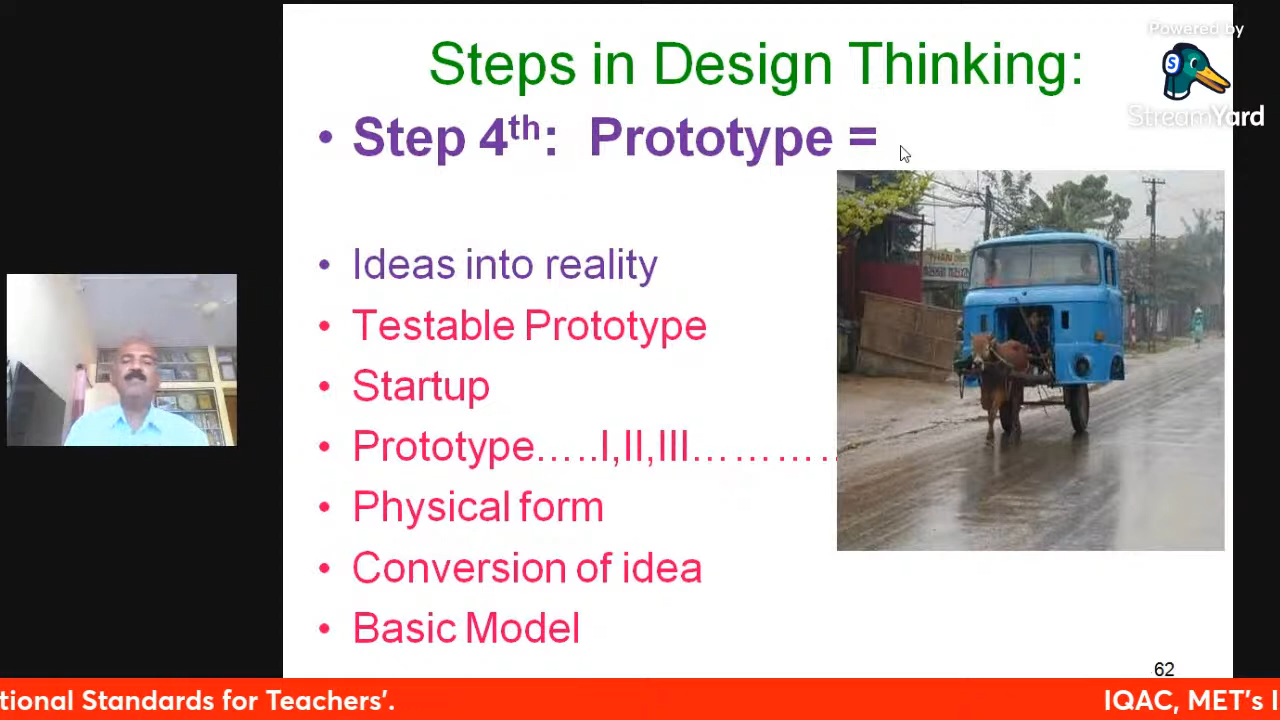 Powered by
StreamYard
Steps in Design Thinking:
• Step 4th: Prototype =
• Ideas into reality
• Testable Prototype
• Startup
• Prototype…..I,II,III………..
• Physical form
• Conversion of idea
• Basic Model
62
tional Standards for Teachers'.
IQAC, MET's I